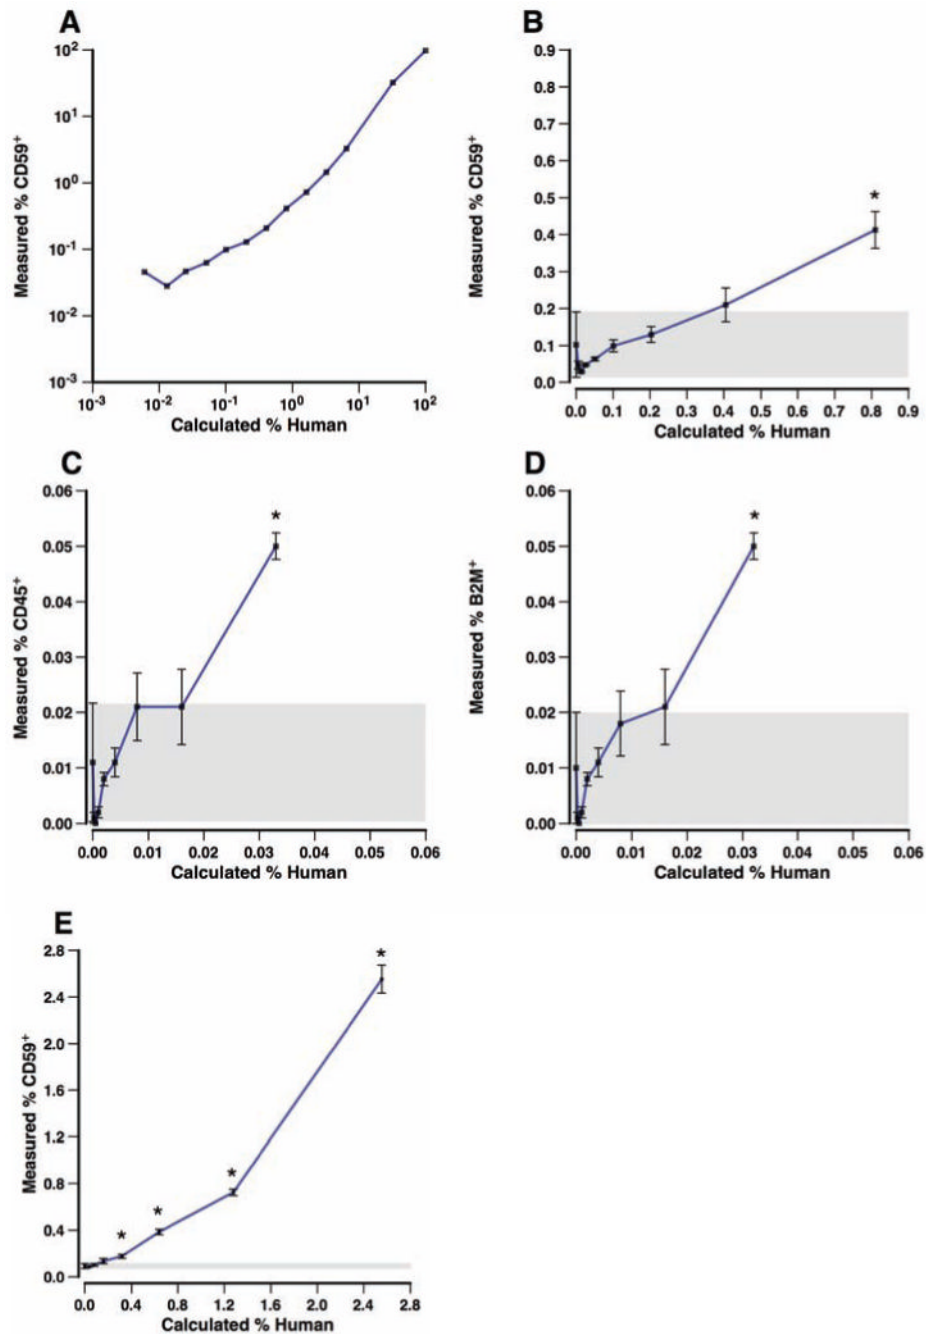 A
10²
10¹
10⁰
10⁻¹
10⁻²
10⁻³
Measured % CD59⁺
10⁻³ 10⁻² 10⁻¹ 10⁰ 10¹ 10²
Calculated % Human
B
0.9
0.8
0.7
0.6
0.5
0.4
0.3
0.2
0.1
0.0
Measured % CD59⁺
*
0.0 0.1 0.2 0.3 0.4 0.5 0.6 0.7 0.8 0.9
Calculated % Human
C
0.06
0.05
0.04
0.03
0.02
0.01
0.00
Measured % CD45⁺
*
0.00 0.01 0.02 0.03 0.04 0.05 0.06
Calculated % Human
D
0.06
0.05
0.04
0.03
0.02
0.01
0.00
Measured % B2M⁺
*
0.00 0.01 0.02 0.03 0.04 0.05 0.06
Calculated % Human
E
2.8
2.4
2.0
1.6
1.2
0.8
0.4
0.0
Measured % CD59⁺
*
*
*
*
0.0 0.4 0.8 1.2 1.6 2.0 2.4 2.8
Calculated % Human